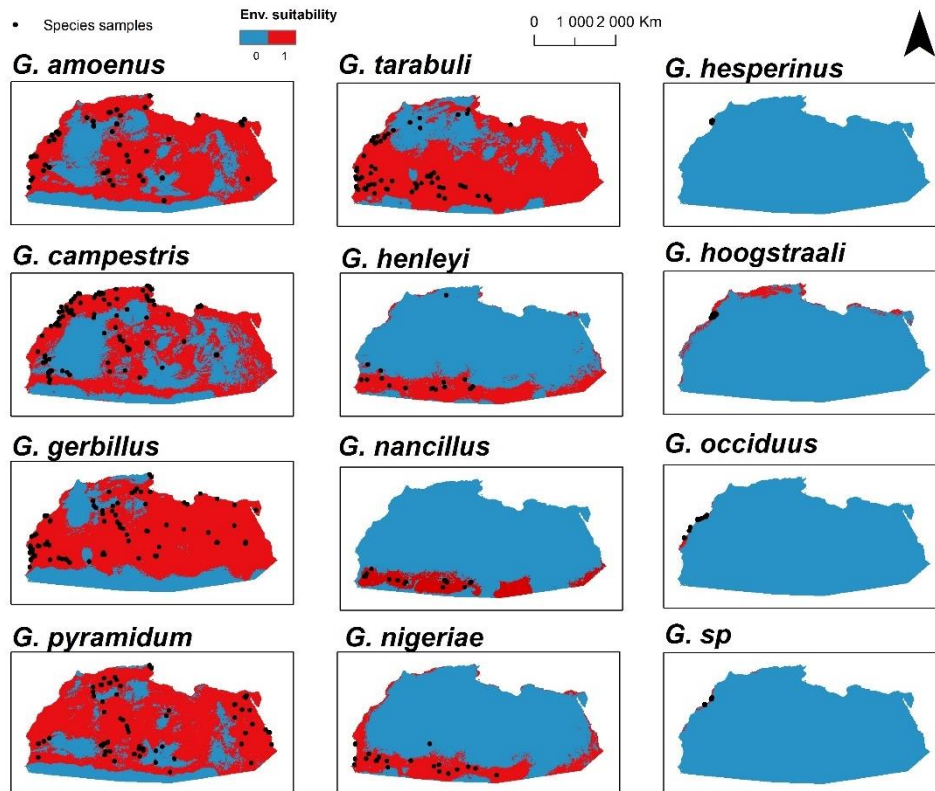 Species samples
Env. suitability
0 1
0 1 000 2 000 Km
G. amoenus
G. tarabuli
G. hesperinus
G. campestris
G. henleyi
G. hoogstraali
G. gerbillus
G. nancillus
G. occiduus
G. pyramidum
G. nigeriae
G. sp